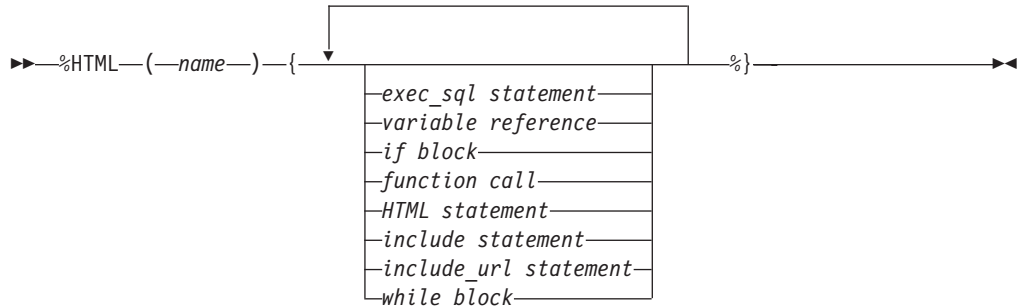 %HTML ( name ) { %}
exec_sql statement
variable reference
if block
function call
HTML statement
include statement
include_url statement
while block